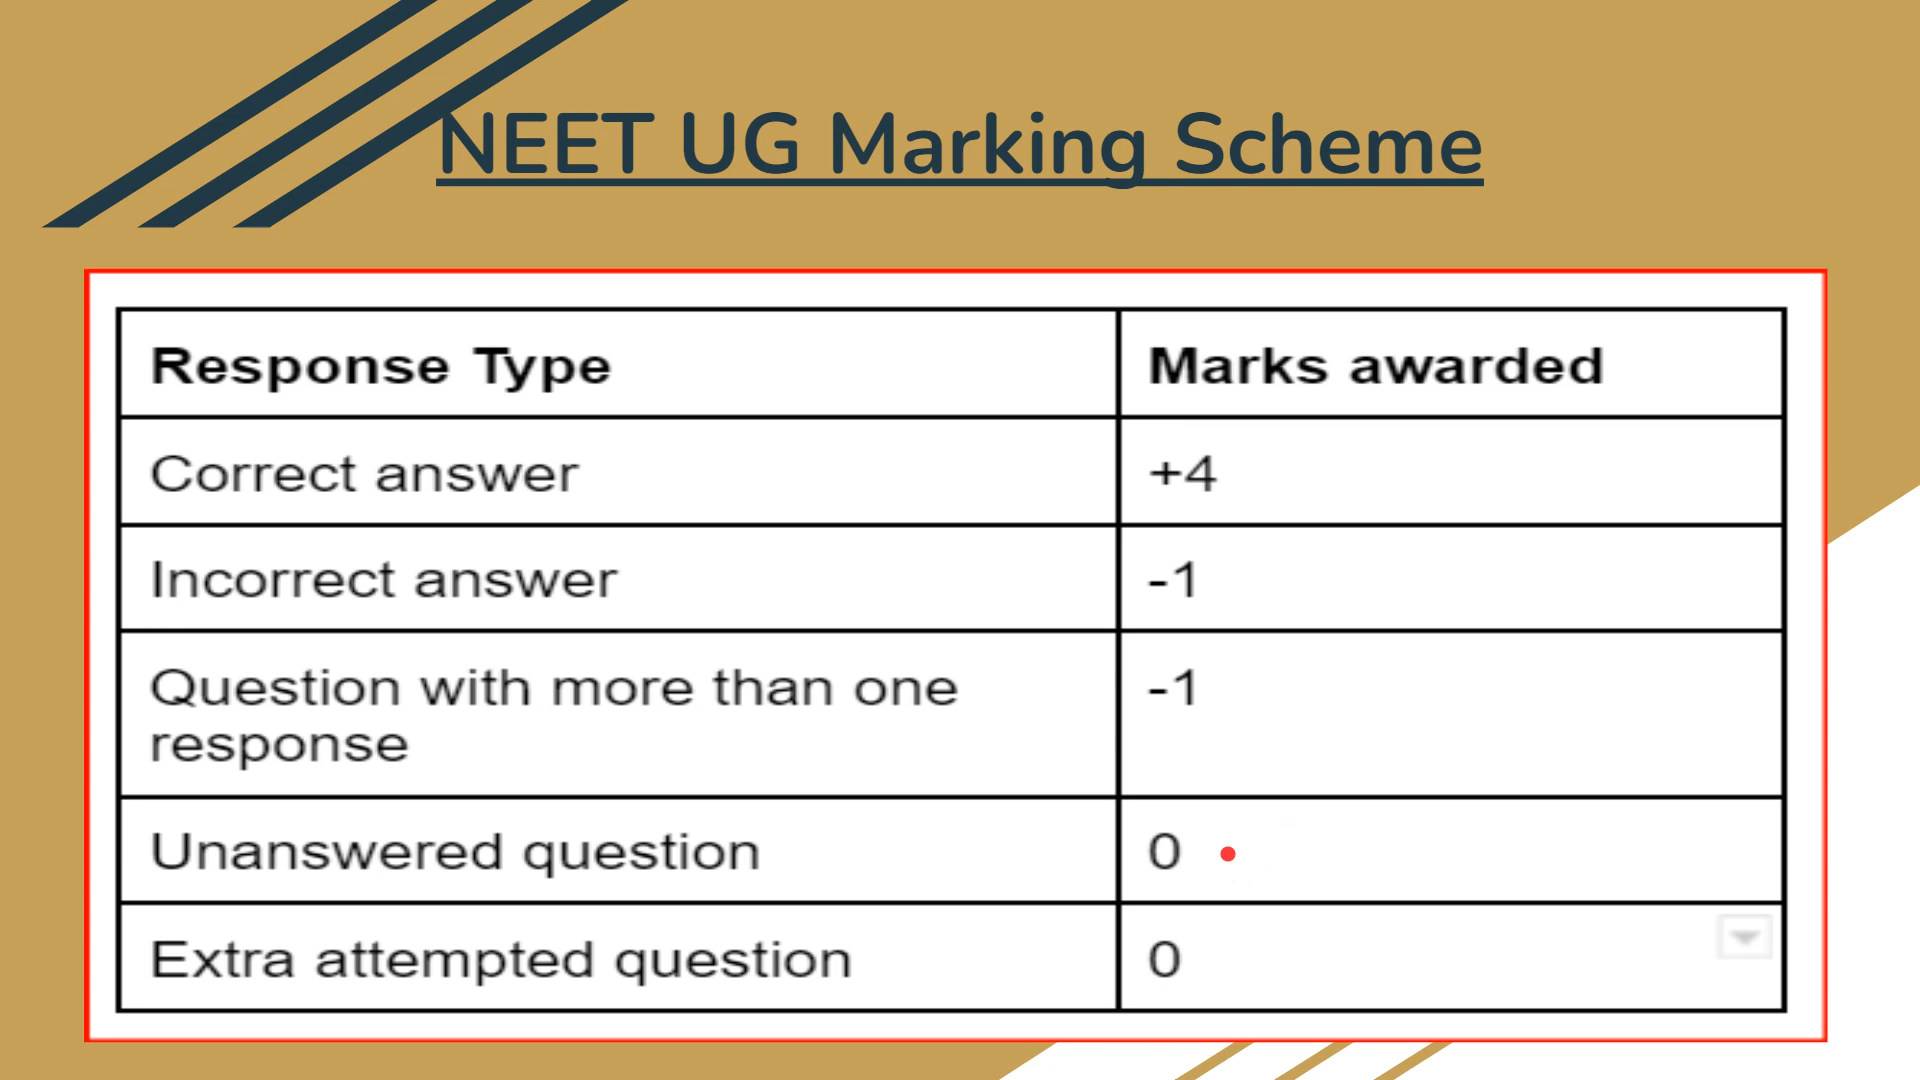 NEET UG Marking Scheme
Response Type
Marks awarded
Correct answer
+4
Incorrect answer
-1
Question with more than one
response
-1
Unanswered question
0
Extra attempted question
0